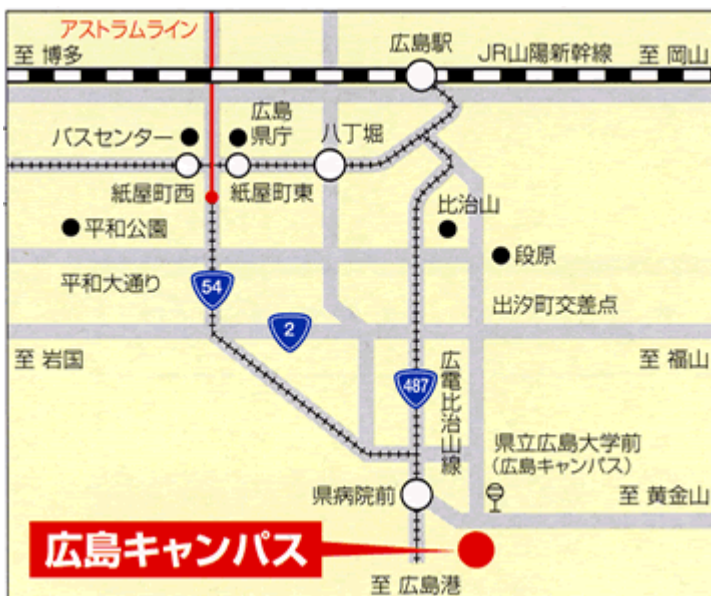 アストラムライン
至 博多
広島駅
JR山陽新幹線
至 岡山
バスセンター
広島
県庁
八丁堀
紙屋町西
紙屋町東
比治山
平和公園
段原
平和大通り
54
出汐町交差点
2
至 岩国
広電比治山線
至 福山
487
県立広島大学前
(広島キャンパス)
県病院前
至 黄金山
広島キャンパス
至 広島港